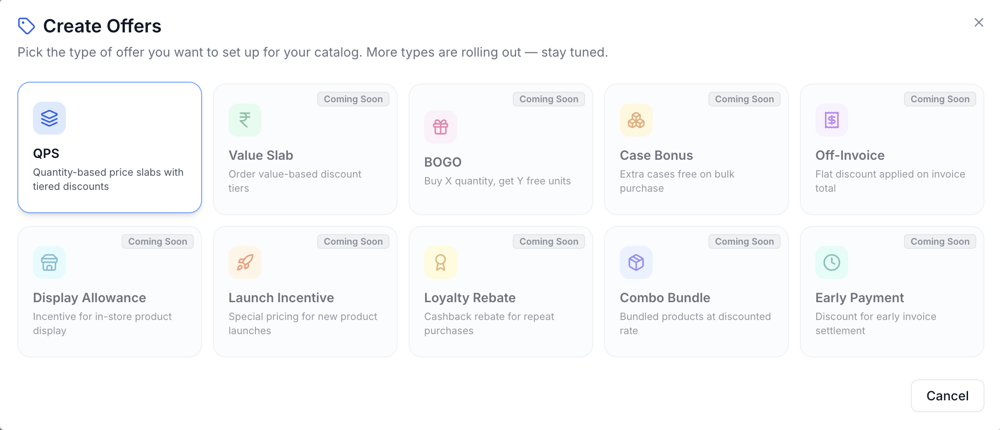 Create Offers
Pick the type of offer you want to set up for your catalog. More types are rolling out — stay tuned.
QPS
Quantity-based price slabs with
tiered discounts
Coming Soon
Value Slab
Order value-based discount
tiers
Coming Soon
BOGO
Buy X quantity, get Y free units
Coming Soon
Case Bonus
Extra cases free on bulk
purchase
Coming Soon
Off-Invoice
Flat discount applied on invoice
total
Coming Soon
Display Allowance
Incentive for in-store product
display
Coming Soon
Launch Incentive
Special pricing for new product
launches
Coming Soon
Loyalty Rebate
Cashback rebate for repeat
purchases
Coming Soon
Combo Bundle
Bundled products at discounted
rate
Coming Soon
Early Payment
Discount for early invoice
settlement
Cancel